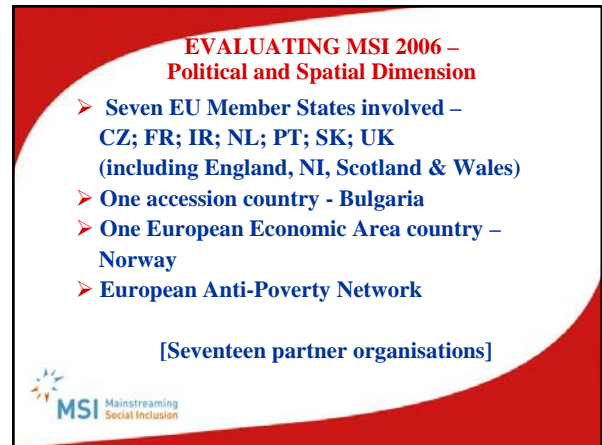 EVALUATING MSI 2006 –
Political and Spatial Dimension
➢ Seven EU Member States involved –
CZ; FR; IR; NL; PT; SK; UK
(including England, NI, Scotland & Wales)
➢ One accession country - Bulgaria
➢ One European Economic Area country –
Norway
➢ European Anti-Poverty Network
[Seventeen partner organisations]
MSI Mainstreaming
Social Inclusion